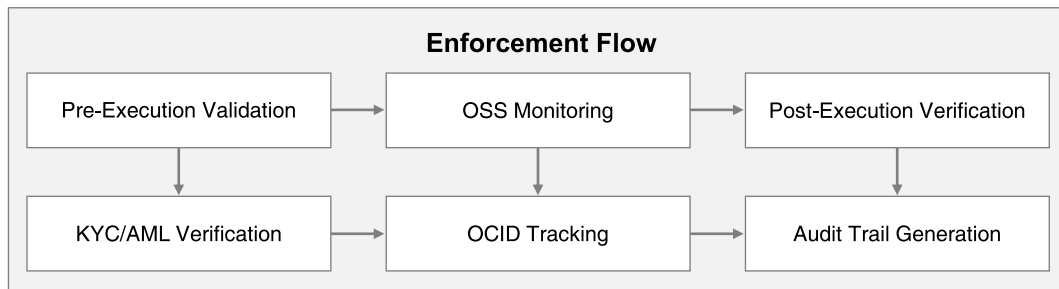 Enforcement Flow
Pre-Execution Validation
OSS Monitoring
Post-Execution Verification
KYC/AML Verification
OCID Tracking
Audit Trail Generation